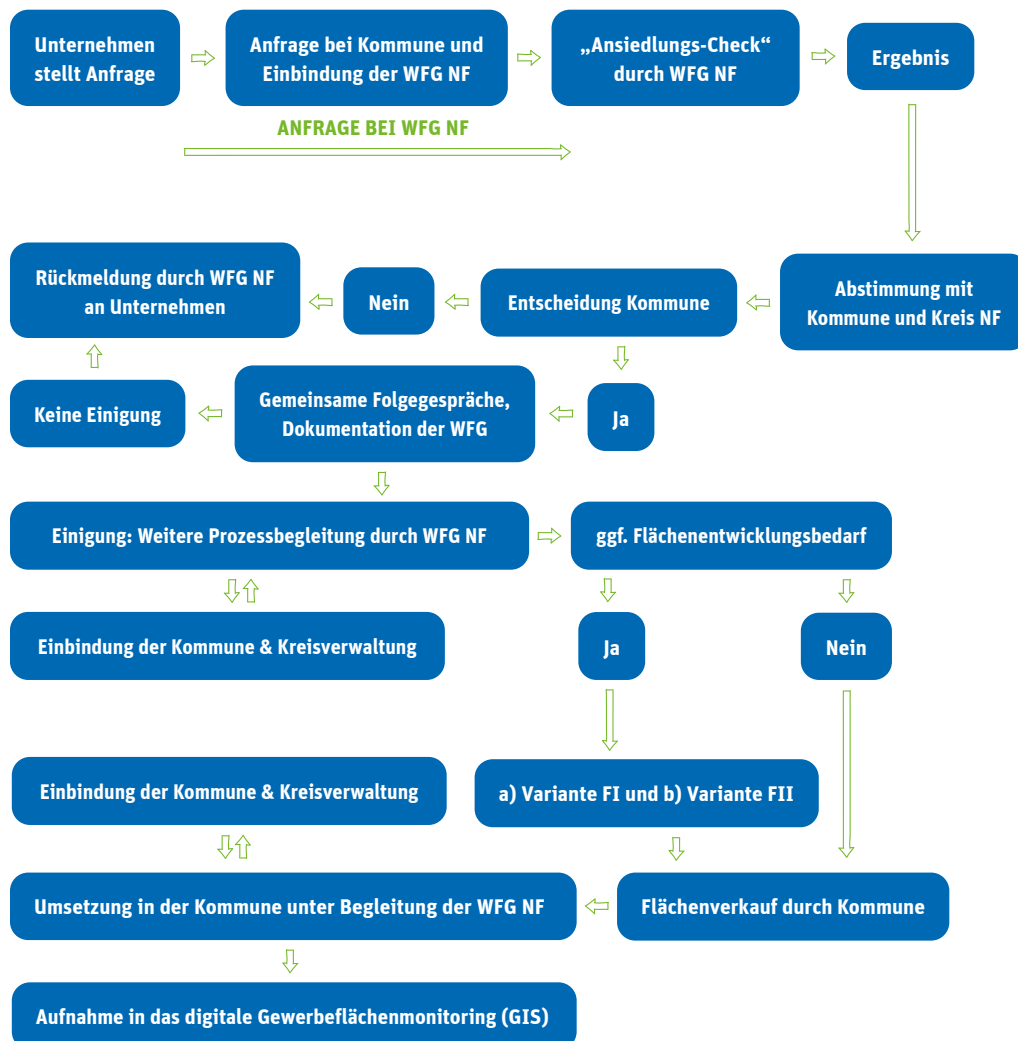 Unternehmen
stellt Anfrage
Anfrage bei Kommune und
Einbindung der WFG NF
„Ansiedlungs-Check“
durch WFG NF
Ergebnis
ANFRAGE BEI WFG NF
Rückmeldung durch WFG NF
an Unternehmen
Nein
Entscheidung Kommune
Abstimmung mit
Kommune und Kreis NF
Keine Einigung
Gemeinsame Folgegespräche,
Dokumentation der WFG
Ja
Einigung: Weitere Prozessbegleitung durch WFG NF
ggf. Flächenentwicklungsbedarf
Einbindung der Kommune & Kreisverwaltung
Ja
Nein
Einbindung der Kommune & Kreisverwaltung
a) Variante FI und b) Variante FII
Umsetzung in der Kommune unter Begleitung der WFG NF
Flächenverkauf durch Kommune
Aufnahme in das digitale Gewerbeflächenmonitoring (GIS)